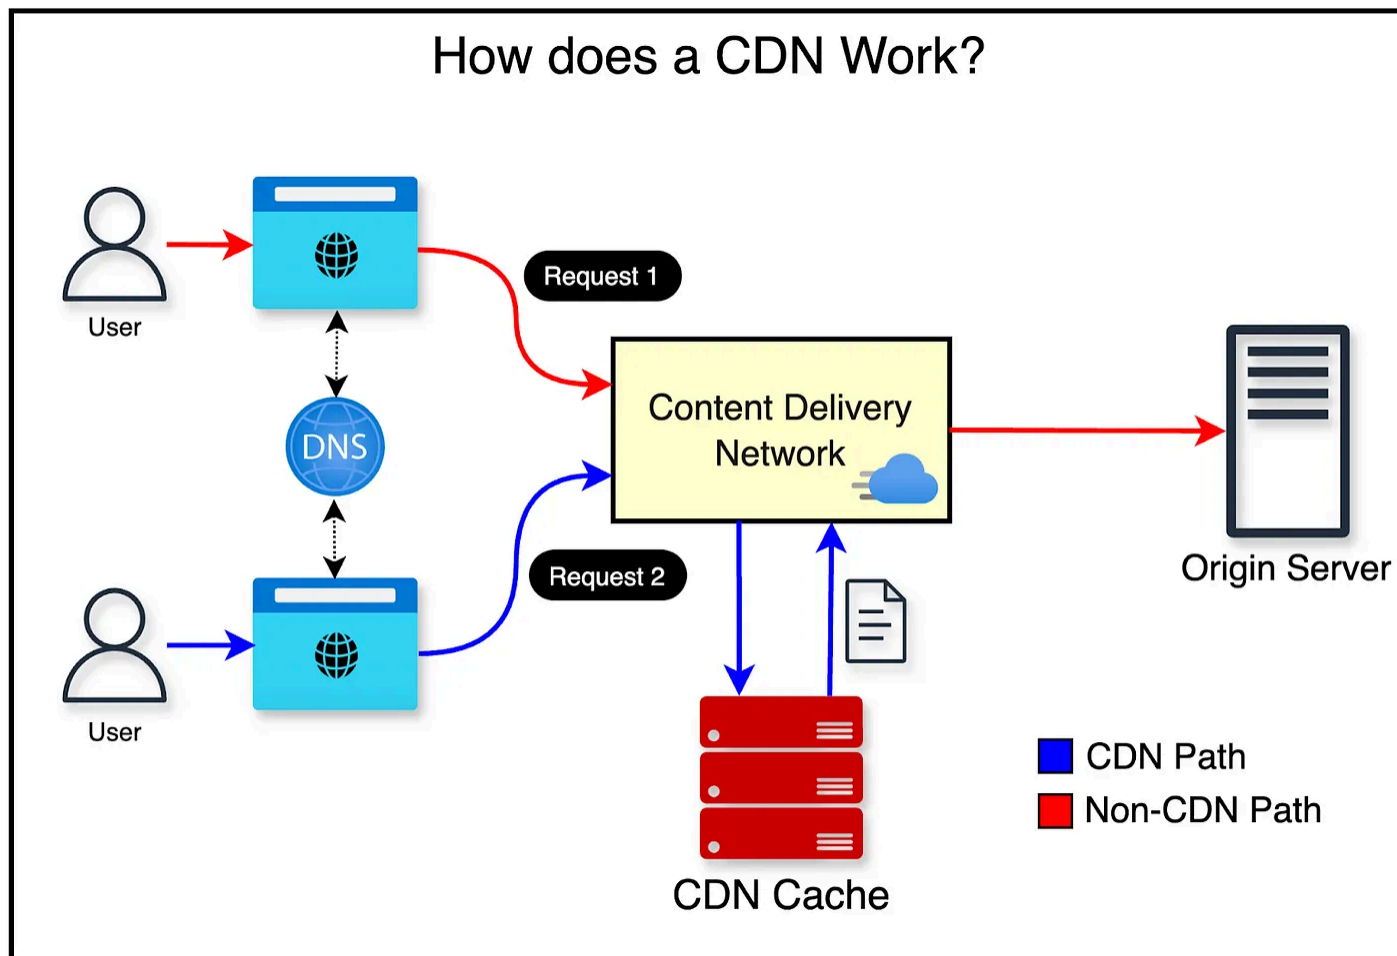 How does a CDN Work?
User
Request 1
DNS
Content Delivery
Network
Origin Server
Request 2
User
CDN Cache
CDN Path
Non-CDN Path